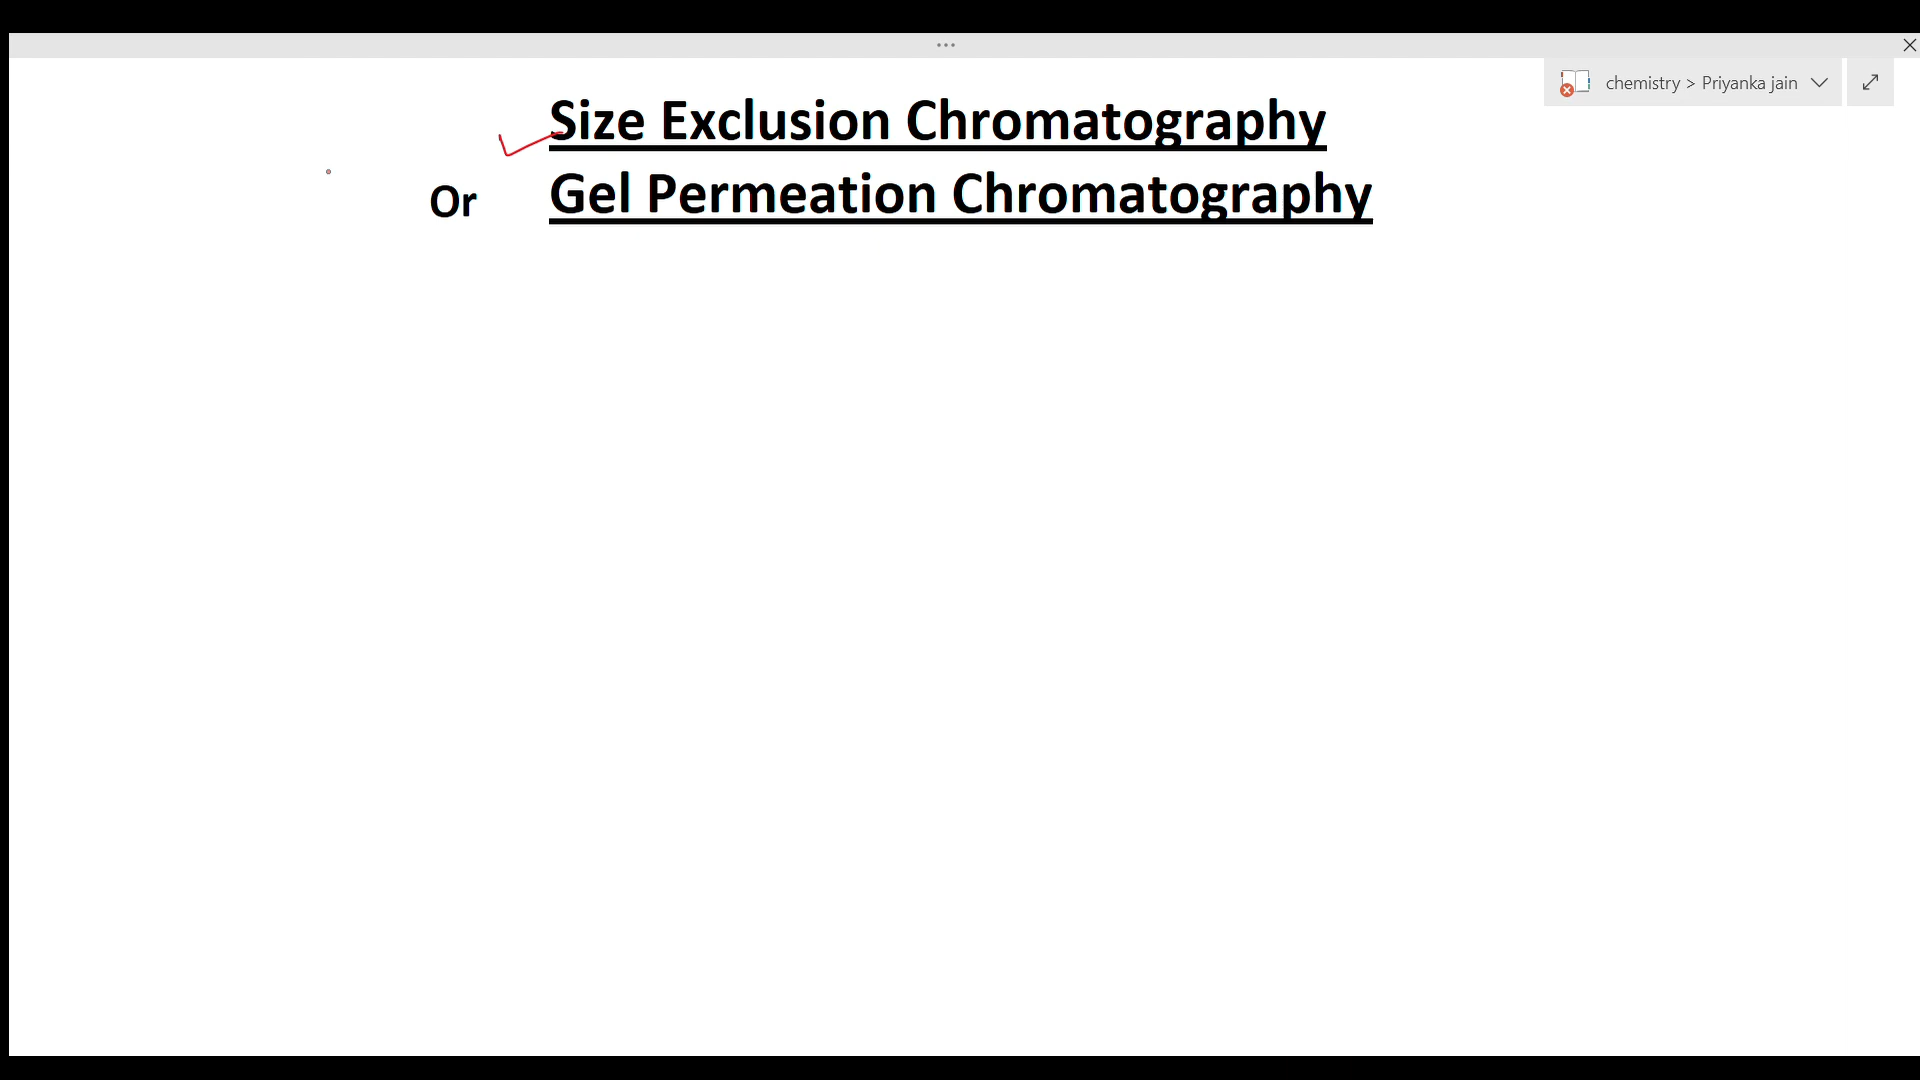 chemistry > Priyanka jain
Size Exclusion Chromatography
Or Gel Permeation Chromatography